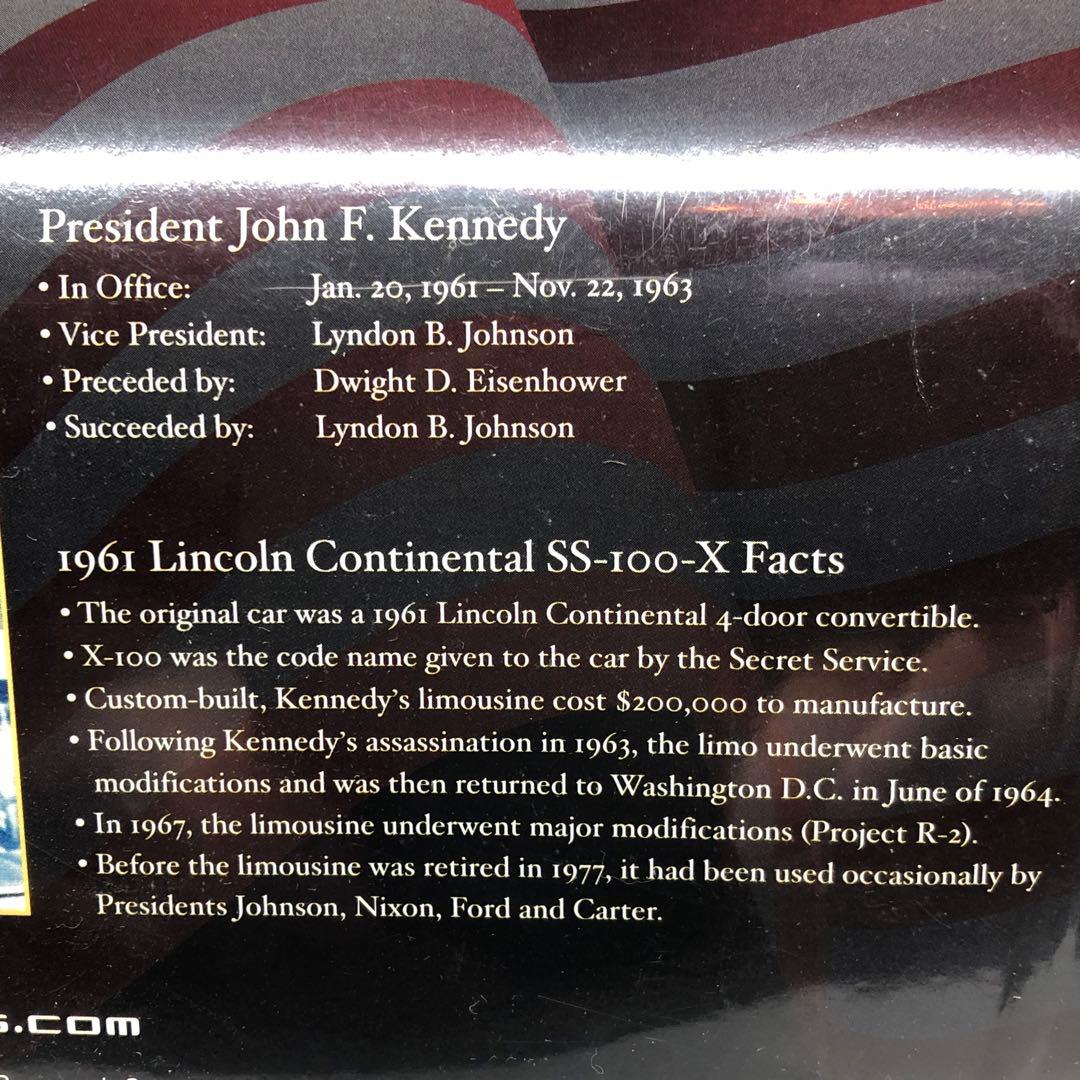 President John F. Kennedy
• In Office: Jan. 20, 1961 – Nov. 22, 1963
• Vice President: Lyndon B. Johnson
• Preceded by: Dwight D. Eisenhower
• Succeeded by: Lyndon B. Johnson
1961 Lincoln Continental SS-100-X Facts
• The original car was a 1961 Lincoln Continental 4-door convertible.
• X-100 was the code name given to the car by the Secret Service.
• Custom-built, Kennedy's limousine cost $200,000 to manufacture.
• Following Kennedy's assassination in 1963, the limo underwent basic
modifications and was then returned to Washington D.C. in June of 1964.
• In 1967, the limousine underwent major modifications (Project R-2).
• Before the limousine was retired in 1977, it had been used occasionally by
Presidents Johnson, Nixon, Ford and Carter.
s.com